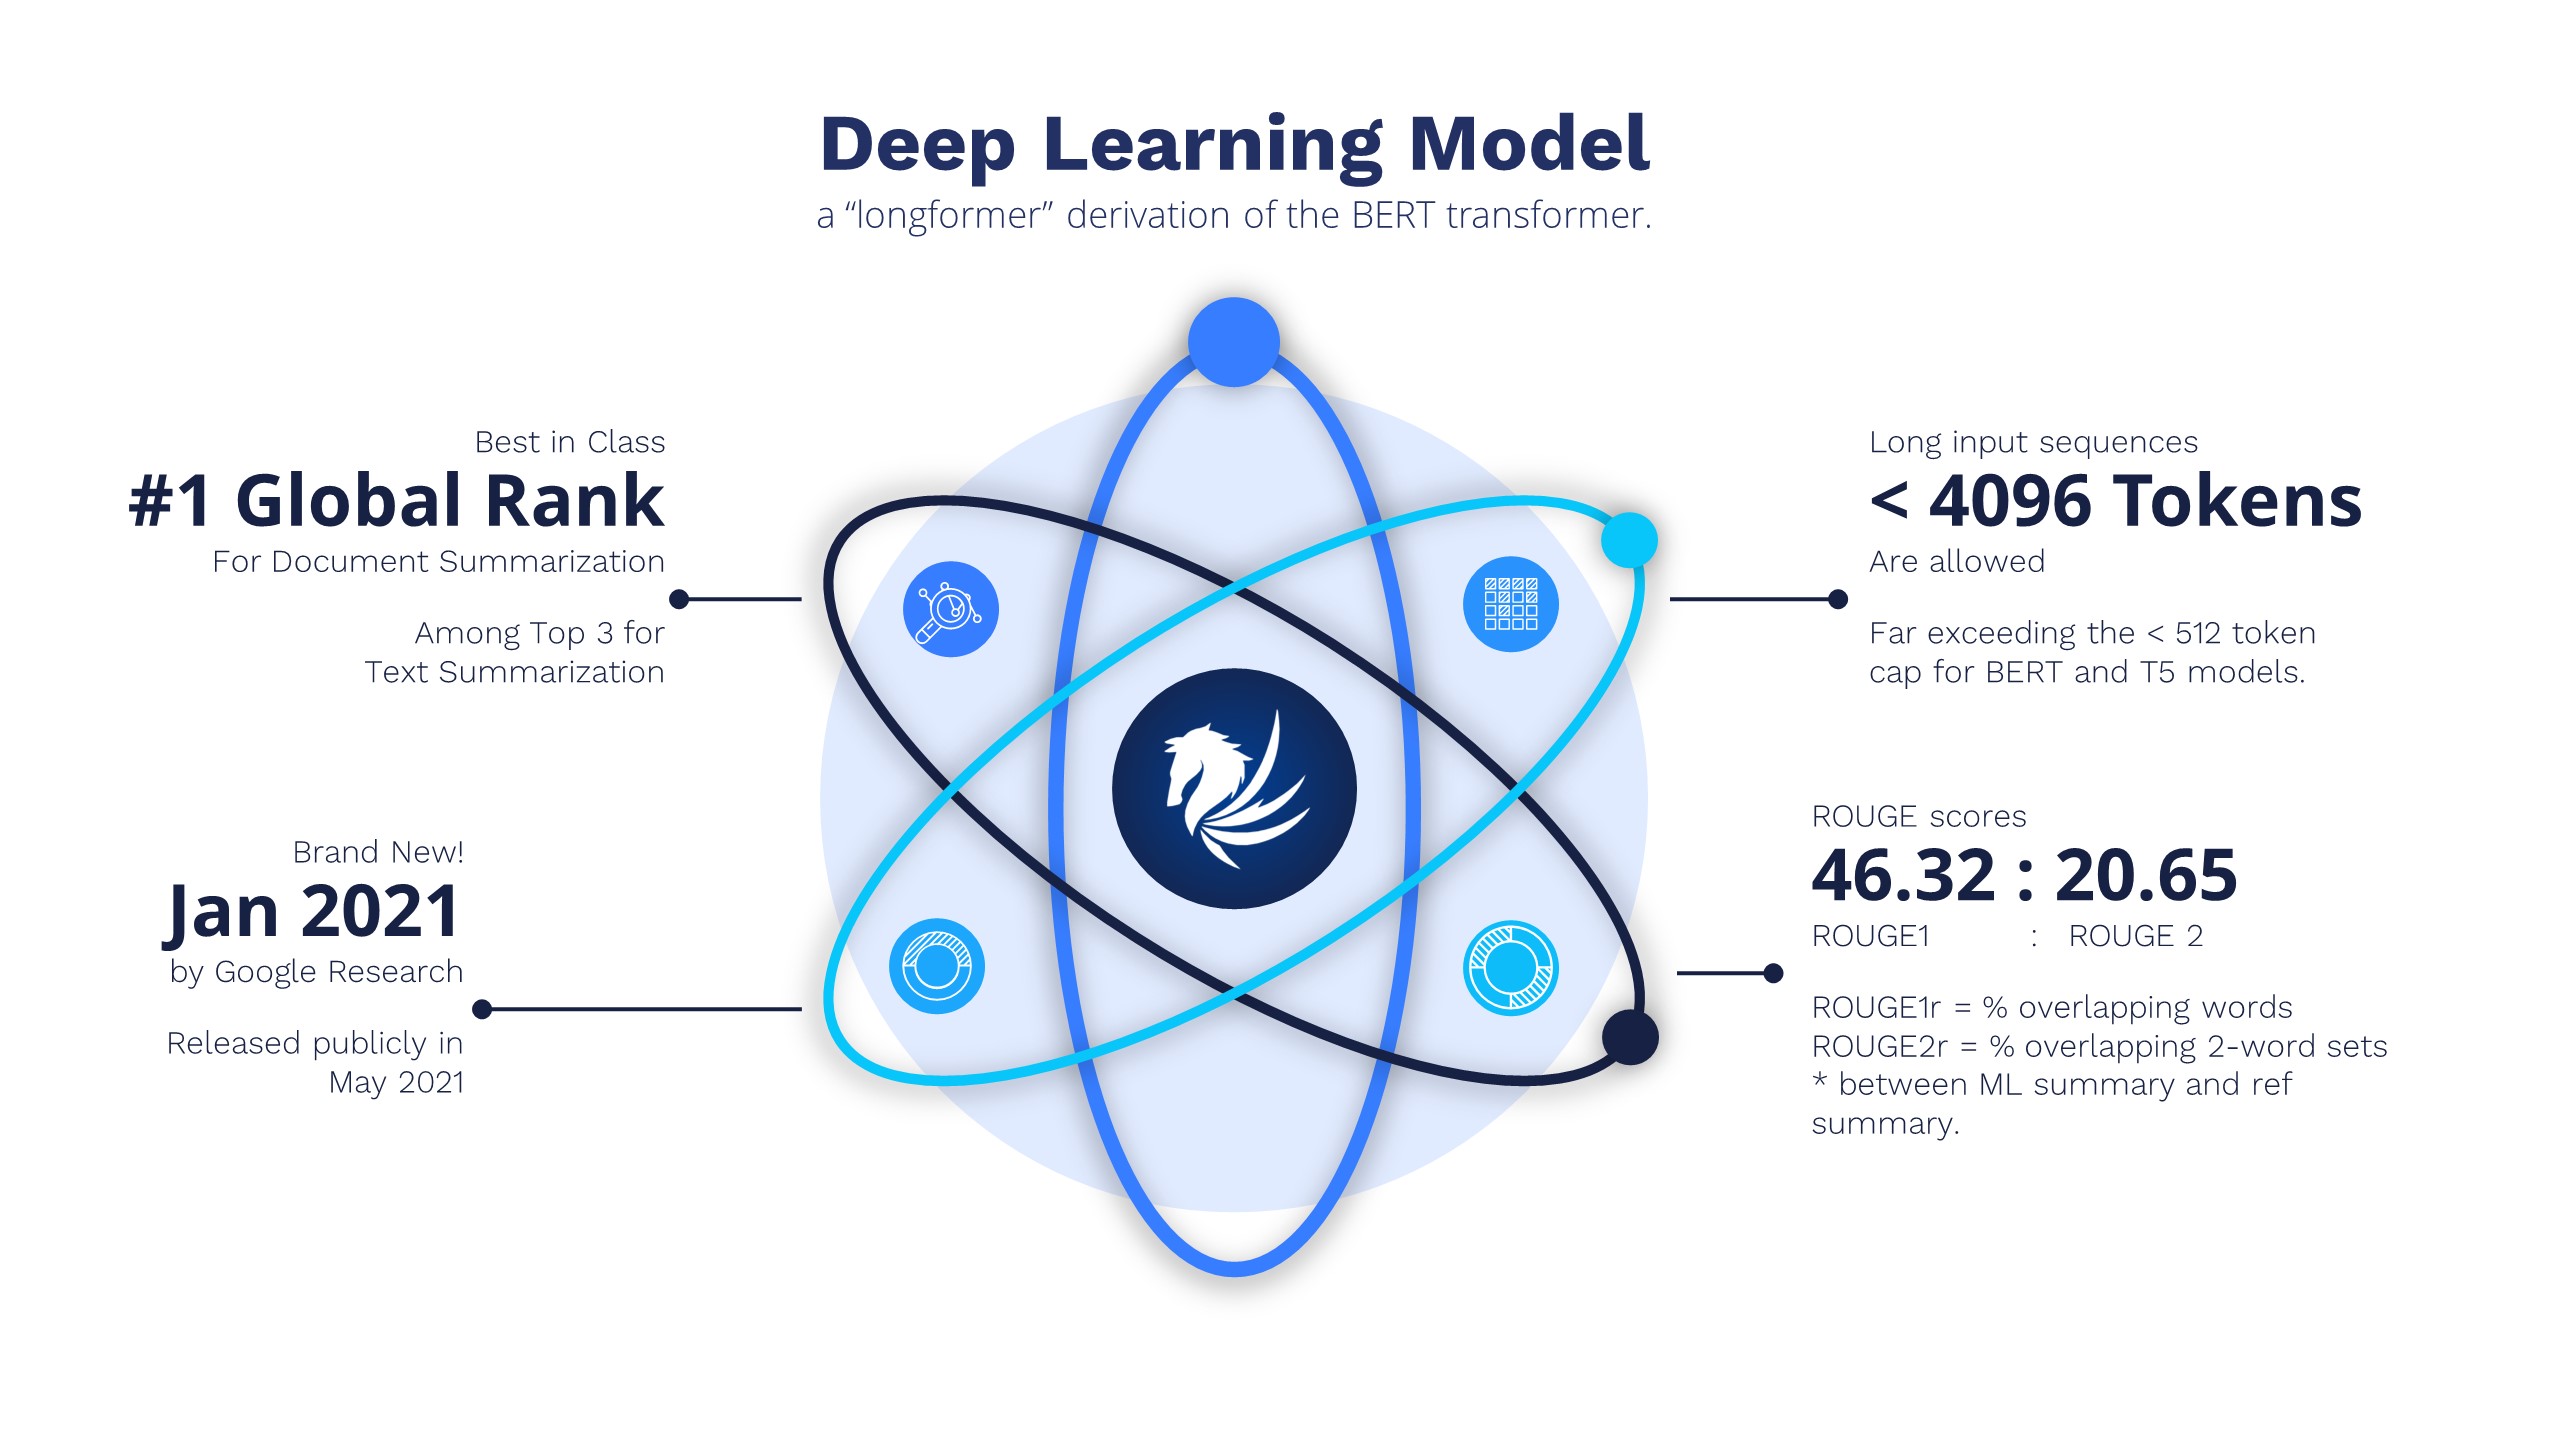 Deep Learning Model
a “longformer” derivation of the BERT transformer.
Best in Class
#1 Global Rank
For Document Summarization
Among Top 3 for
Text Summarization
Brand New!
Jan 2021
by Google Research
Released publicly in
May 2021
Long input sequences
< 4096 Tokens
Are allowed
Far exceeding the < 512 token
cap for BERT and T5 models.
ROUGE scores
46.32 : 20.65
ROUGE1 : ROUGE 2
ROUGE1r = % overlapping words
ROUGE2r = % overlapping 2-word sets
* between ML summary and ref
summary.